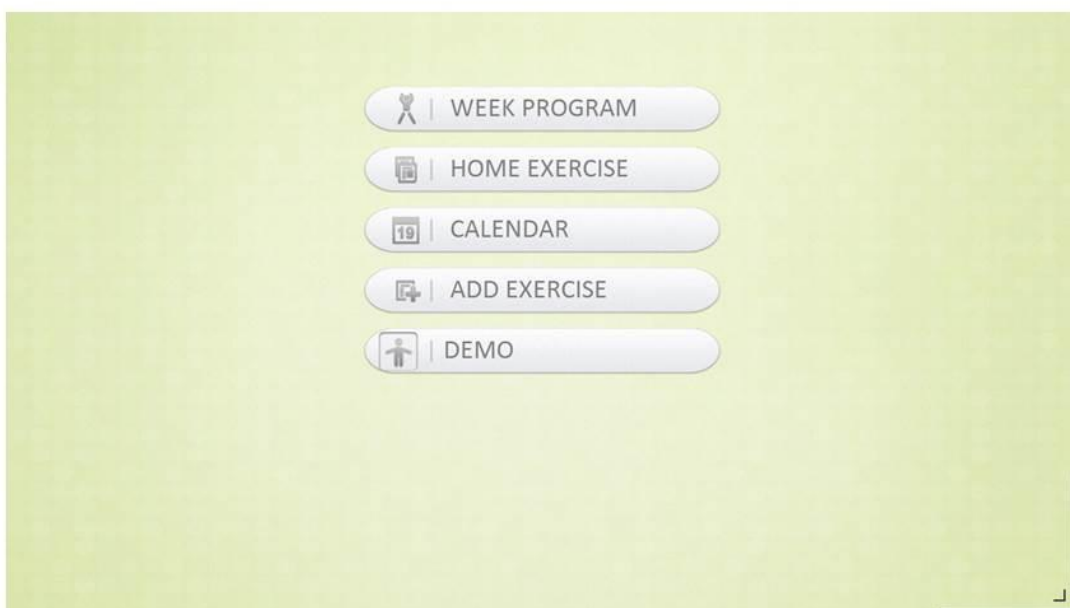 WEEK PROGRAM
HOME EXERCISE
19
CALENDAR
ADD EXERCISE
DEMO